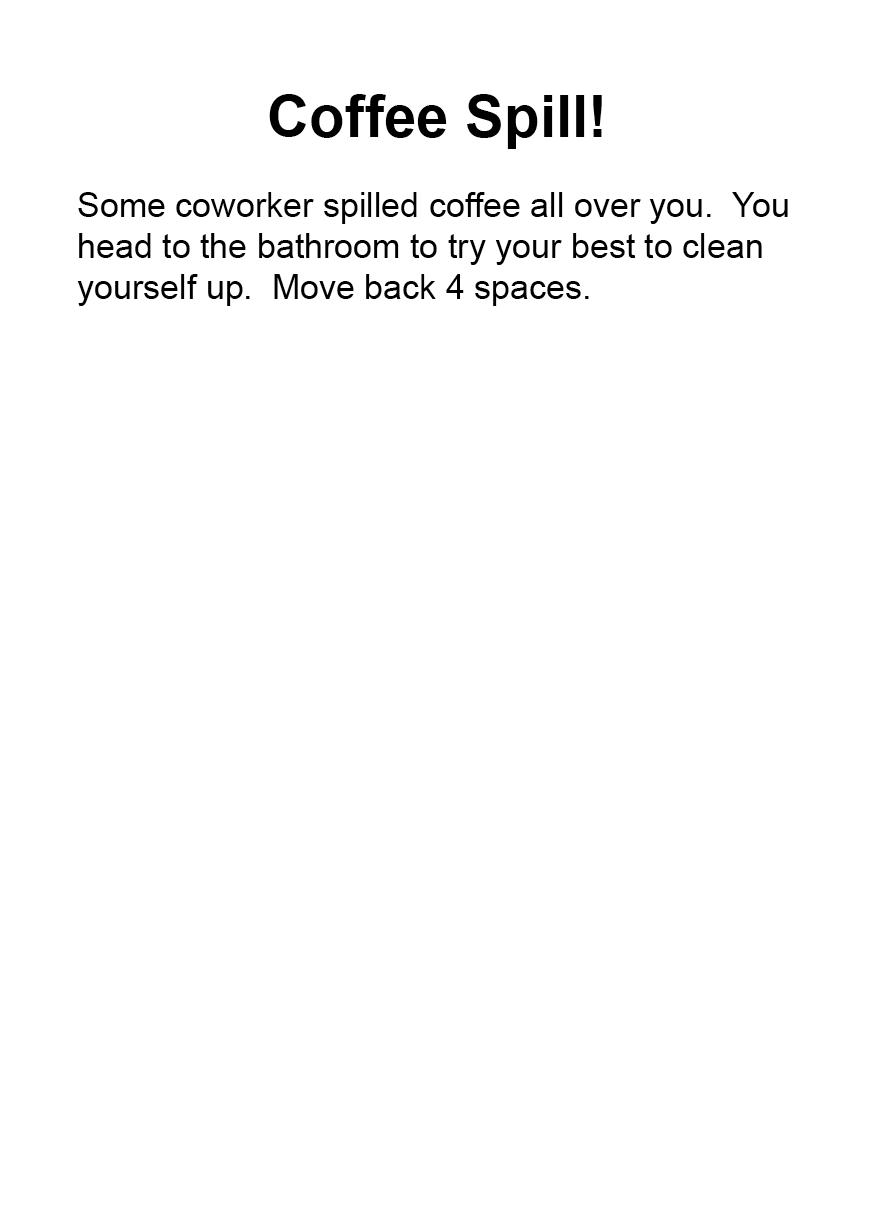 Coffee Spill!
Some coworker spilled coffee all over you.  You
head to the bathroom to try your best to clean
yourself up.  Move back 4 spaces.